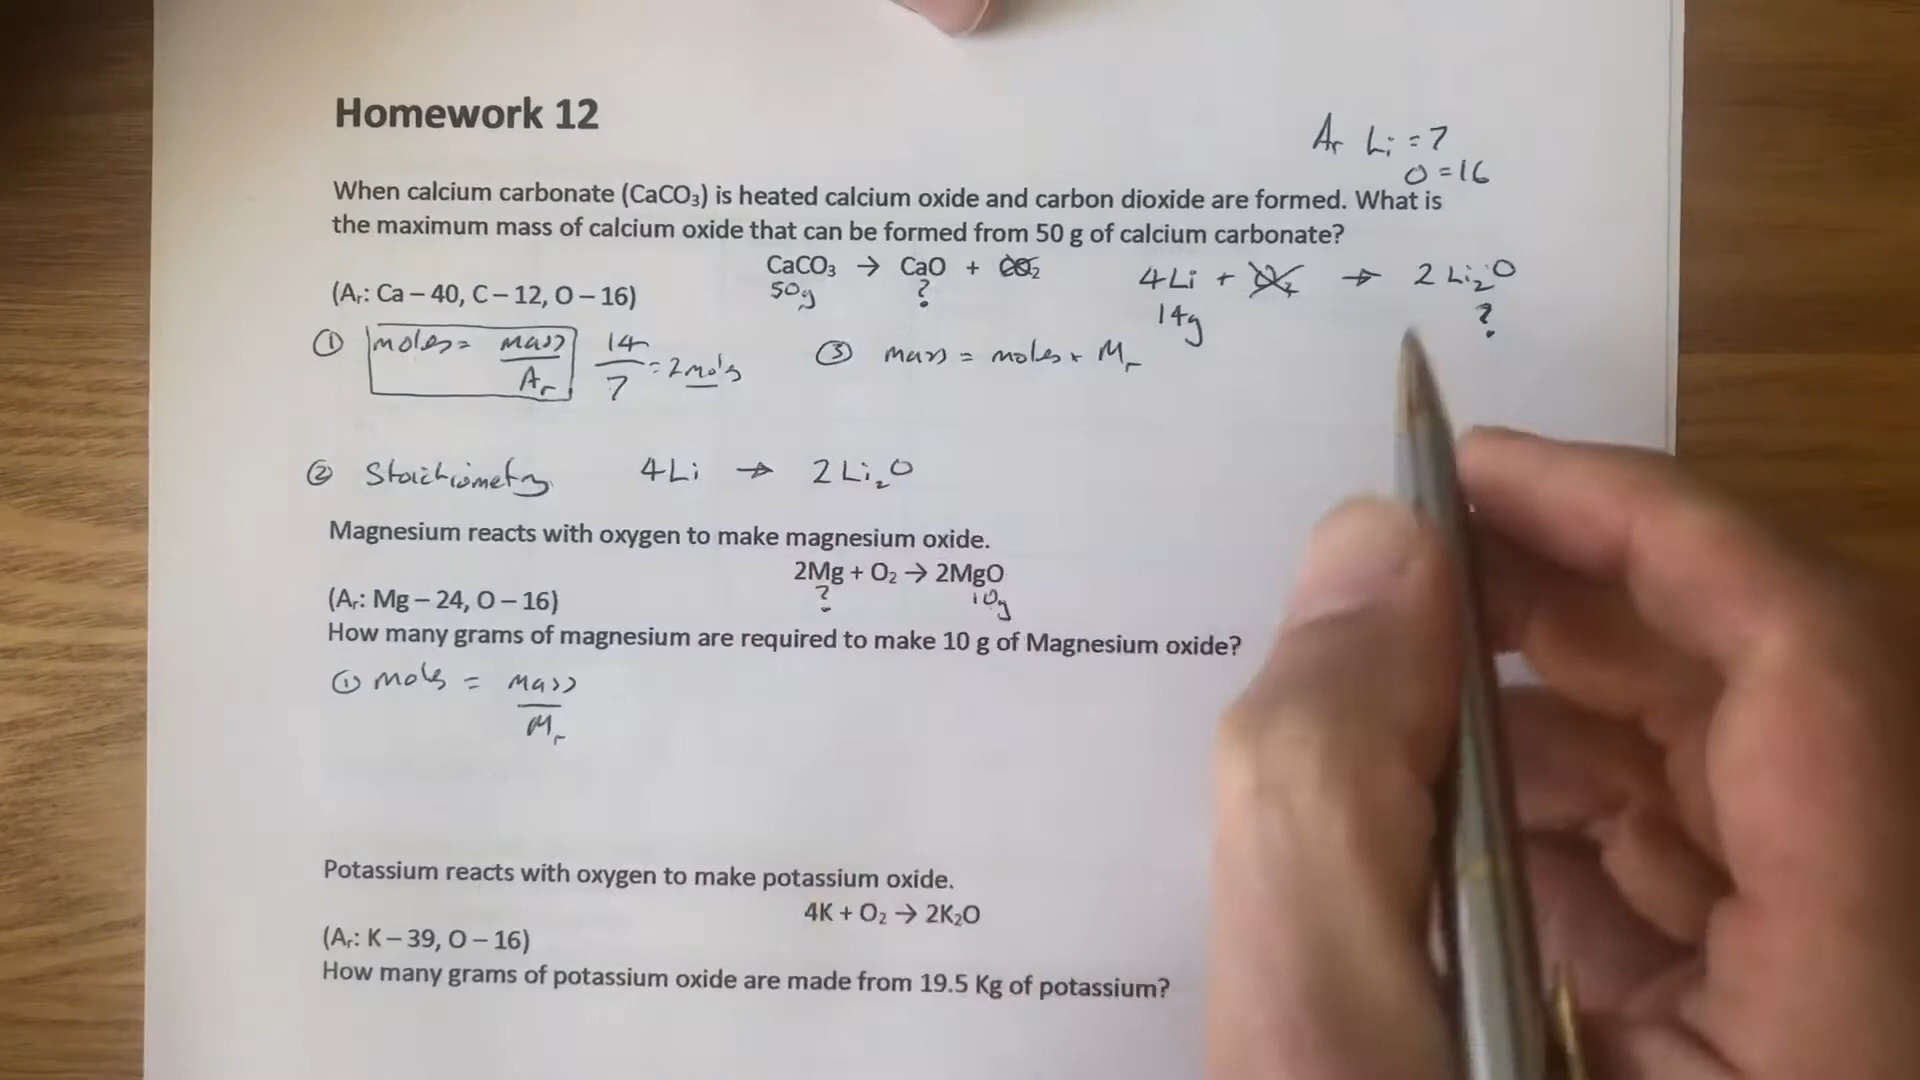 Homework 12
Ar Li = 7
O = 16
When calcium carbonate (CaCO₃) is heated calcium oxide and carbon dioxide are formed. What is
the maximum mass of calcium oxide that can be formed from 50 g of calcium carbonate?
CaCO₃ → CaO + CO₂
50g ?
4Li + O₂ → 2Li₂O
14g ?
(Aᵣ: Ca – 40, C – 12, O – 16)
① moles = mass / Ar 14 / 7 = 2mols
③ mass = moles × Mr
② Stoichiometry 4Li → 2Li₂O
Magnesium reacts with oxygen to make magnesium oxide.
2Mg + O₂ → 2MgO
? 10g
(Aᵣ: Mg – 24, O – 16)
How many grams of magnesium are required to make 10 g of Magnesium oxide?
① mols = mass / Mr
Potassium reacts with oxygen to make potassium oxide.
4K + O₂ → 2K₂O
(Aᵣ: K – 39, O – 16)
How many grams of potassium oxide are made from 19.5 Kg of potassium?